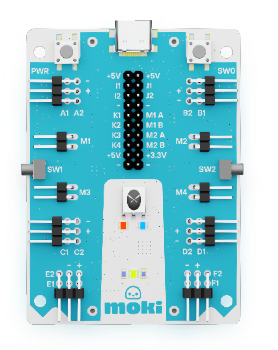 PWR
SW0
+5V +5V
I1 J1
I2 J2
- +
- +
A1 A2
B2 B1
K1 M1 A
K2 M1 B
K3 M2 A
K4 M2 B
+5V +3.3V
M1
M2
SW1
SW2
M3
M4
+
-
+
-
C1 C2
D2 D1
- +
+ -
E2
E1
F2
F1
moki